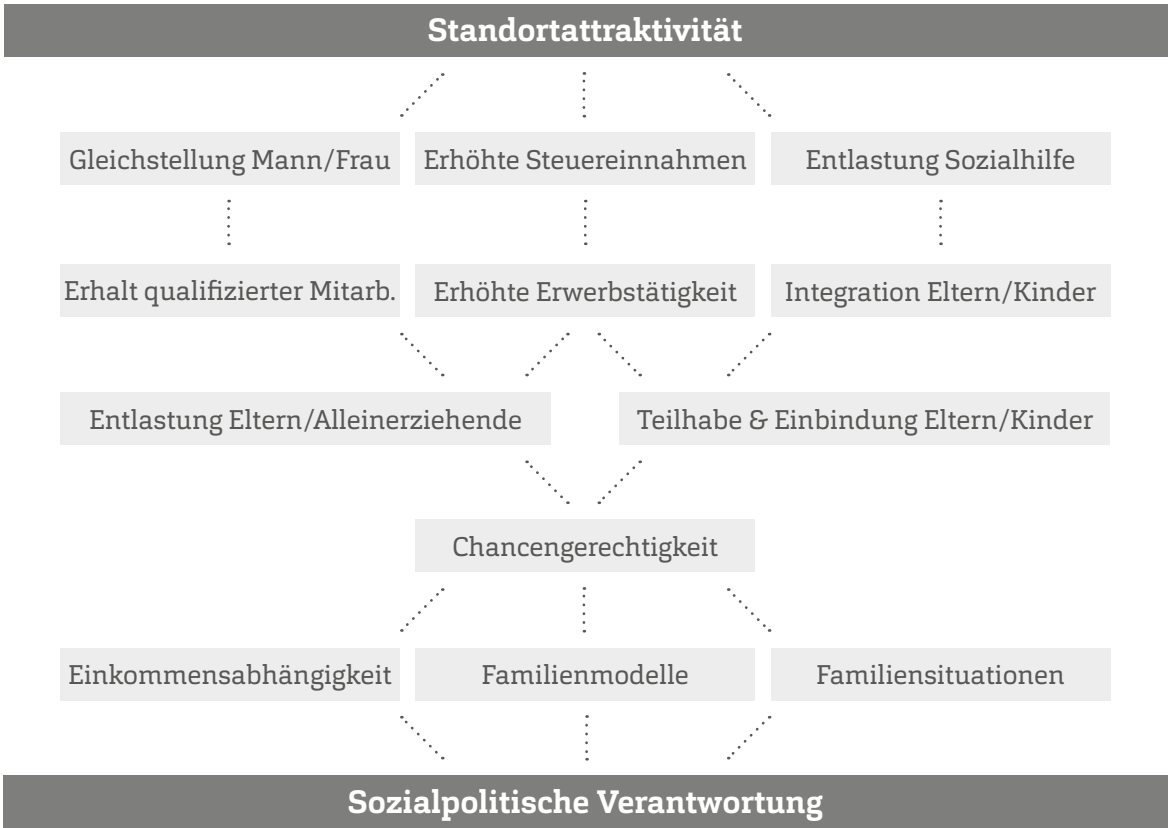 Standortattraktivität
Gleichstellung Mann/Frau
Erhöhte Steuereinnahmen
Entlastung Sozialhilfe
Erhalt qualifizierter Mitarb.
Erhöhte Erwerbstätigkeit
Integration Eltern/Kinder
Entlastung Eltern/Alleinerziehende
Teilhabe & Einbindung Eltern/Kinder
Chancengerechtigkeit
Einkommensabhängigkeit
Familienmodelle
Familiensituationen
Sozialpolitische Verantwortung